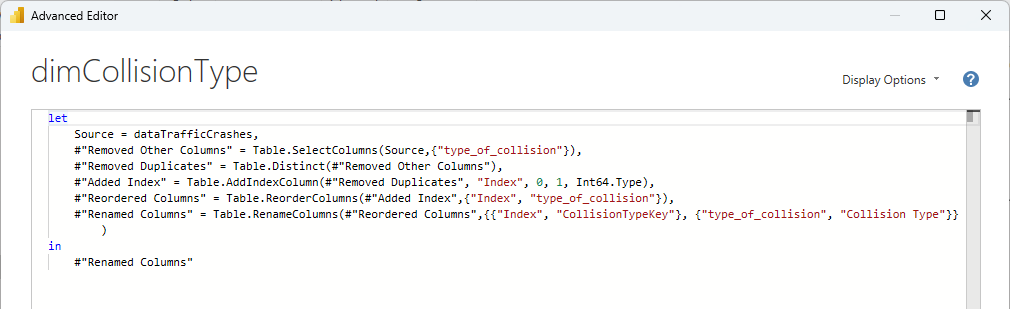 Advanced Editor
dimCollisionType
Display Options
let
Source = dataTrafficCrashes,
#"Removed Other Columns" = Table.SelectColumns(Source,{"type_of_collision"}),
#"Removed Duplicates" = Table.Distinct(#"Removed Other Columns"),
#"Added Index" = Table.AddIndexColumn(#"Removed Duplicates", "Index", 0, 1, Int64.Type),
#"Reordered Columns" = Table.ReorderColumns(#"Added Index",{"Index", "type_of_collision"}),
#"Renamed Columns" = Table.RenameColumns(#"Reordered Columns",{{"Index", "CollisionTypeKey"}, {"type_of_collision", "Collision Type"}}
)
in
#"Renamed Columns"